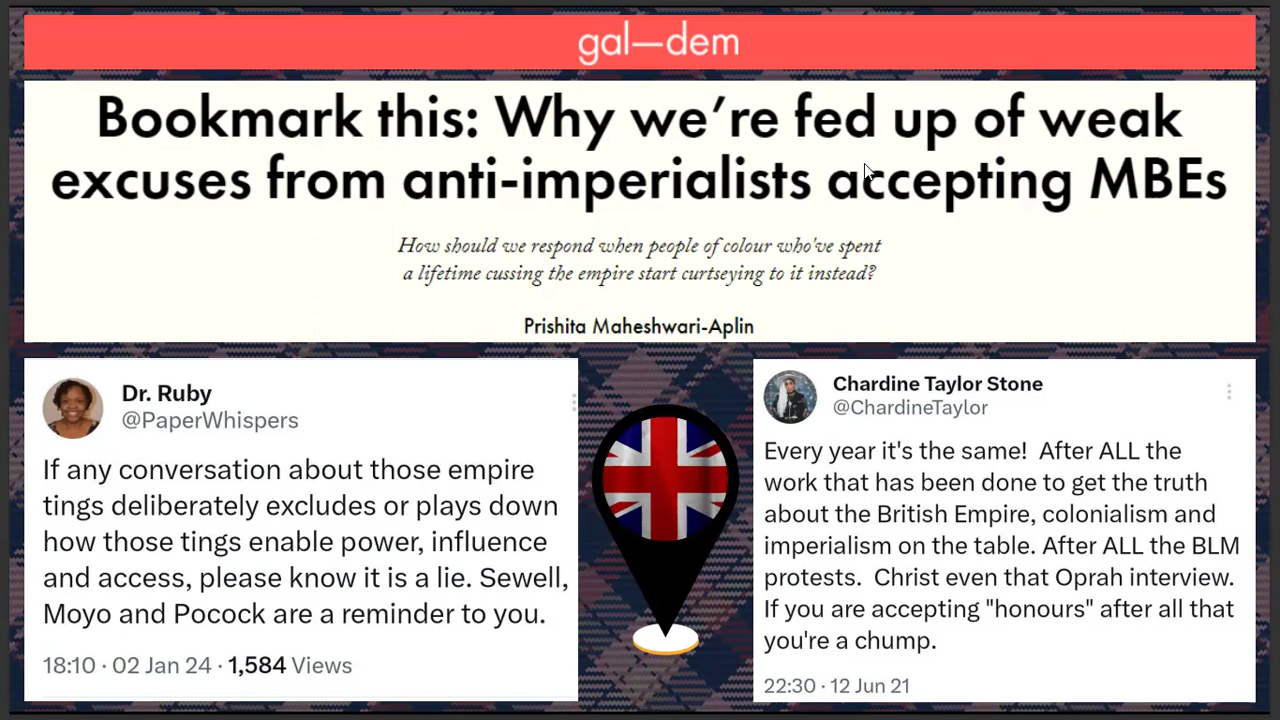 gal—dem
Bookmark this: Why we're fed up of weak
excuses from anti-imperialists accepting MBEs
How should we respond when people of colour who've spent
a lifetime cussing the empire start curtseying to it instead?
Prishita Maheshwari-Aplin
Dr. Ruby
@PaperWhispers
If any conversation about those empire
tings deliberately excludes or plays down
how those tings enable power, influence
and access, please know it is a lie. Sewell,
Moyo and Pocock are a reminder to you.
18:10 · 02 Jan 24 · 1,584 Views
Chardine Taylor Stone
@ChardineTaylor
Every year it's the same!  After ALL the
work that has been done to get the truth
about the British Empire, colonialism and
imperialism on the table. After ALL the BLM
protests.  Christ even that Oprah interview.
If you are accepting "honours" after all that
you're a chump.
22:30 · 12 Jun 21